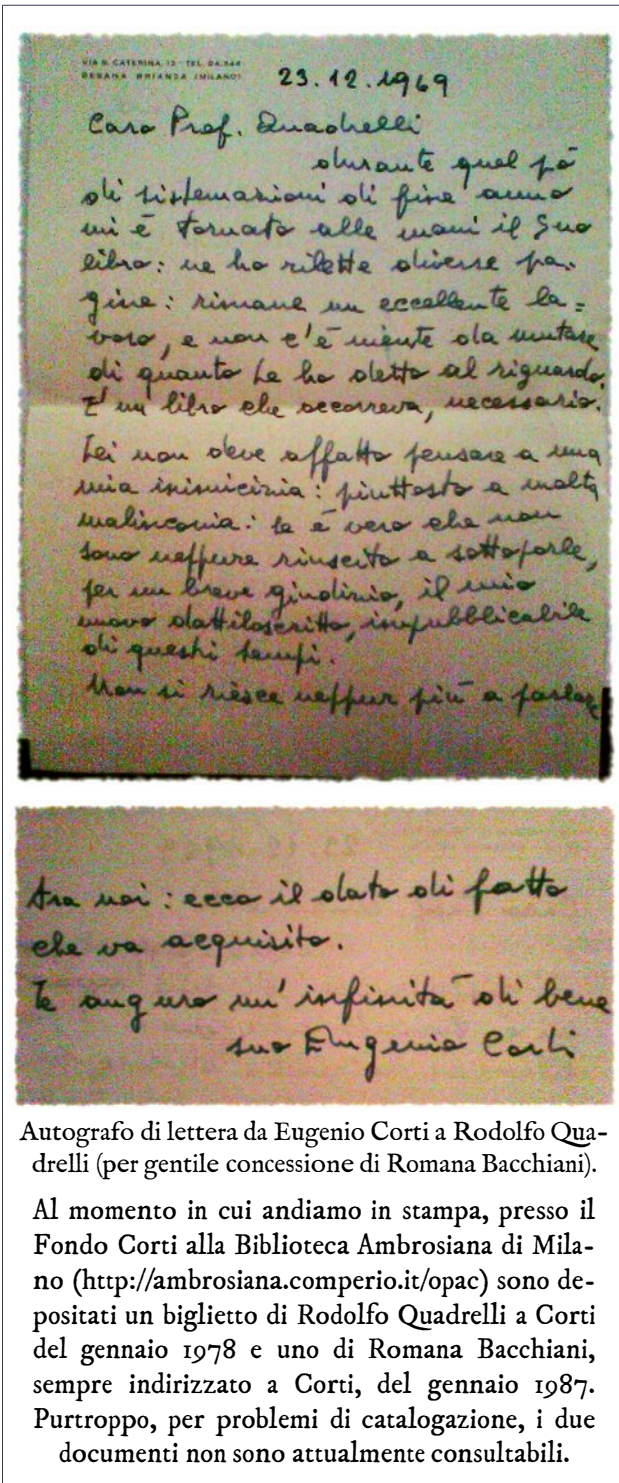 VIA S. CATERINA, 12 - TEL. 94.344
BESANA BRIANZA (MILANO)
23.12.1969
Caro Prof. Quadrelli
durante quel pò
di sistemazioni di fine anno
mi è tornato alle mani il Suo
libro: ne ho rilette diverse pa-
gine: rimane un eccellente la=
voro, e non c'è niente da mutare
di quanto Le ho detto al riguardo.
E' un libro che occorreva, necessario.
Lei non deve affatto pensare a una
mia inimicizia: piuttosto a molta
malinconia: se è vero che non
sono neppure riuscito a sottoporle,
per un breve giudizio, il mio
nuovo dattiloscritto, impubblicabile
di questi tempi.
Non si riesce neppur più a parlare
tra noi: ecco il dato di fatto
che va acquisito.
Le auguro un'infinità di bene
suo Eugenio Corti
Autografo di lettera da Eugenio Corti a Rodolfo Qua-
drelli (per gentile concessione di Romana Bacchiani).
Al momento in cui andiamo in stampa, presso il
Fondo Corti alla Biblioteca Ambrosiana di Mila-
no (http://ambrosiana.comperio.it/opac) sono de-
positati un biglietto di Rodolfo Quadrelli a Corti
del gennaio 1978 e uno di Romana Bacchiani,
sempre indirizzato a Corti, del gennaio 1987.
Purtroppo, per problemi di catalogazione, i due
documenti non sono attualmente consultabili.